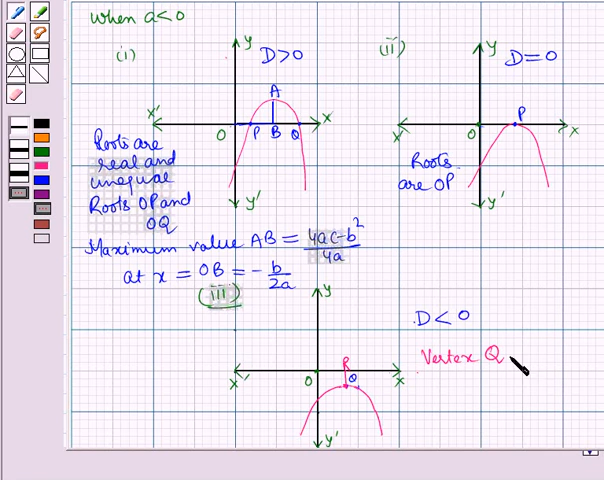 when a<0
(i)
y
D>0
(ii)
y
D=0
A
x'
x
O
P
B
Q
x'
P
O
x
Roots are
real and
unequal
Roots OP and
OQ
y'
Roots
are OP
y'
Maximum value AB = 4ac-b²/4a
at x = OB = -b/2a
(iii)
y
D<0
Vertex Q
R
x'
O
Q
x
y'